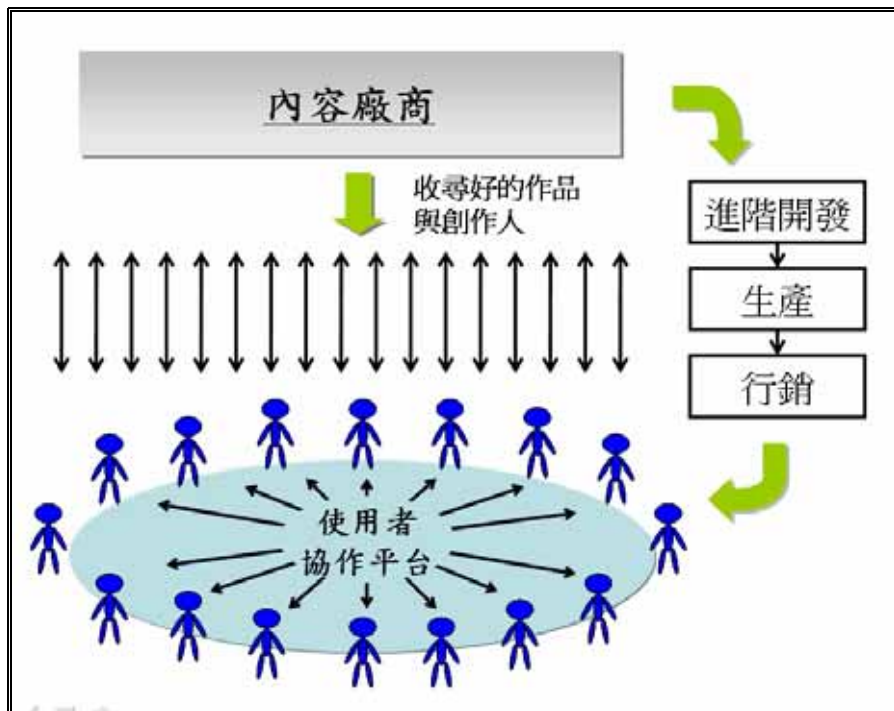 內容廠商
收尋好的作品
與創作人
進階開發
生產
行銷
使用者
協作平台